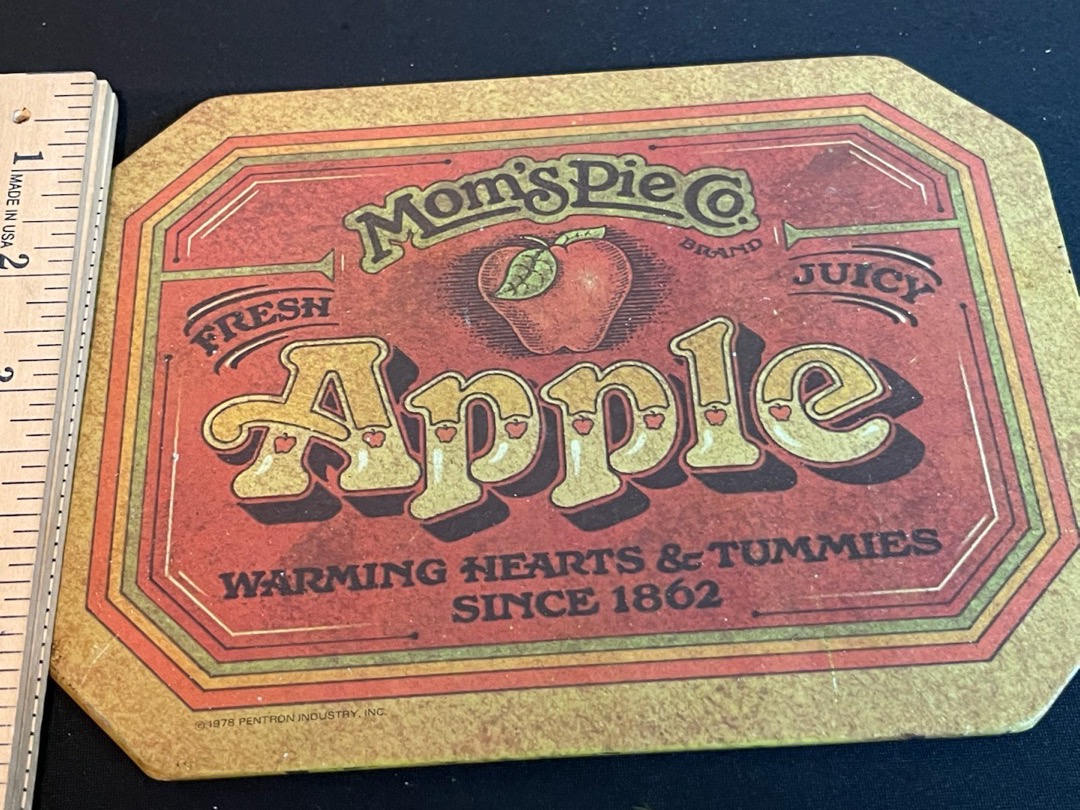 Mom's Pie Co.
BRAND
FRESH
JUICY
Apple
WARMING HEARTS & TUMMIES
SINCE 1862
©1978 PENTRON INDUSTRY, INC.
1
MADE IN USA
2